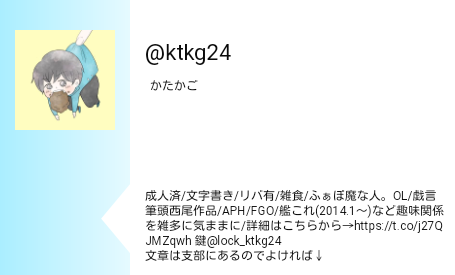 @ktkg24
かたかご
成人済/文字書き/リバ有/雑食/ふぁぼ魔な人。OL/戯言
筆頭西尾作品/APH/FGO/艦これ(2014.1〜)など趣味関係
を雑多に気ままに/詳細はこちらから→https://t.co/j27Q
JMZqwh 鍵@lock_ktkg24
文章は支部にあるのでよければ↓